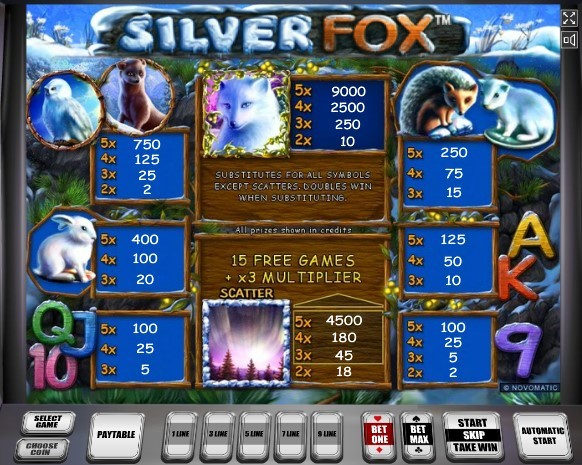 SILVER FOX™
5x 9000
4x 2500
3x 250
2x 10
5x 750
4x 125
3x 25
2x 2
5x 250
4x 75
3x 15
SUBSTITUTES FOR ALL SYMBOLS
EXCEPT SCATTERS. DOUBLES WIN
WHEN SUBSTITUTING.
All prizes shown in credits
5x 400
4x 100
3x 20
15 FREE GAMES
+ x3 MULTIPLIER
SCATTER
5x 4500
4x 180
3x 45
2x 18
5x 125
4x 50
3x 10
A
K
Q
J
10
5x 100
4x 25
3x 5
5x 100
4x 25
3x 5
2x 2
9
© NOVOMATIC
SELECT
GAME
CHOOSE
COIN
PAYTABLE
1 LINE
3 LINE
5 LINE
7 LINE
9 LINE
BET
ONE
BET
MAX
START
SKIP
TAKE WIN
AUTOMATIC
START